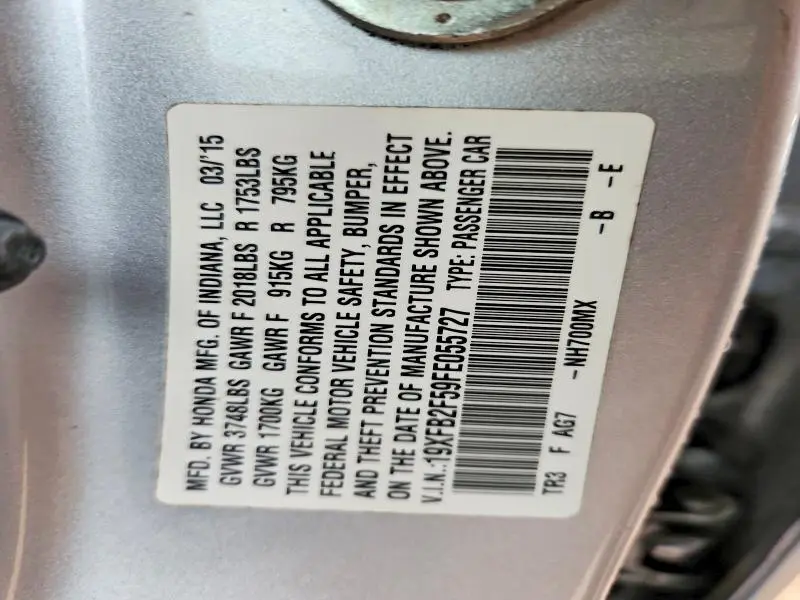 MFD. BY HONDA MFG. OF INDIANA, LLC 03/'15
GVWR 3748LBS GAWR F 2018LBS R 1753LBS
GVWR 1700KG GAWR F 915KG R 795KG
THIS VEHICLE CONFORMS TO ALL APPLICABLE
FEDERAL MOTOR VEHICLE SAFETY, BUMPER,
AND THEFT PREVENTION STANDARDS IN EFFECT
ON THE DATE OF MANUFACTURE SHOWN ABOVE.
V.I.N.:19XFB2F59FE055727 TYPE: PASSENGER CAR
TR3 F AG7 -NH700MX -B -E